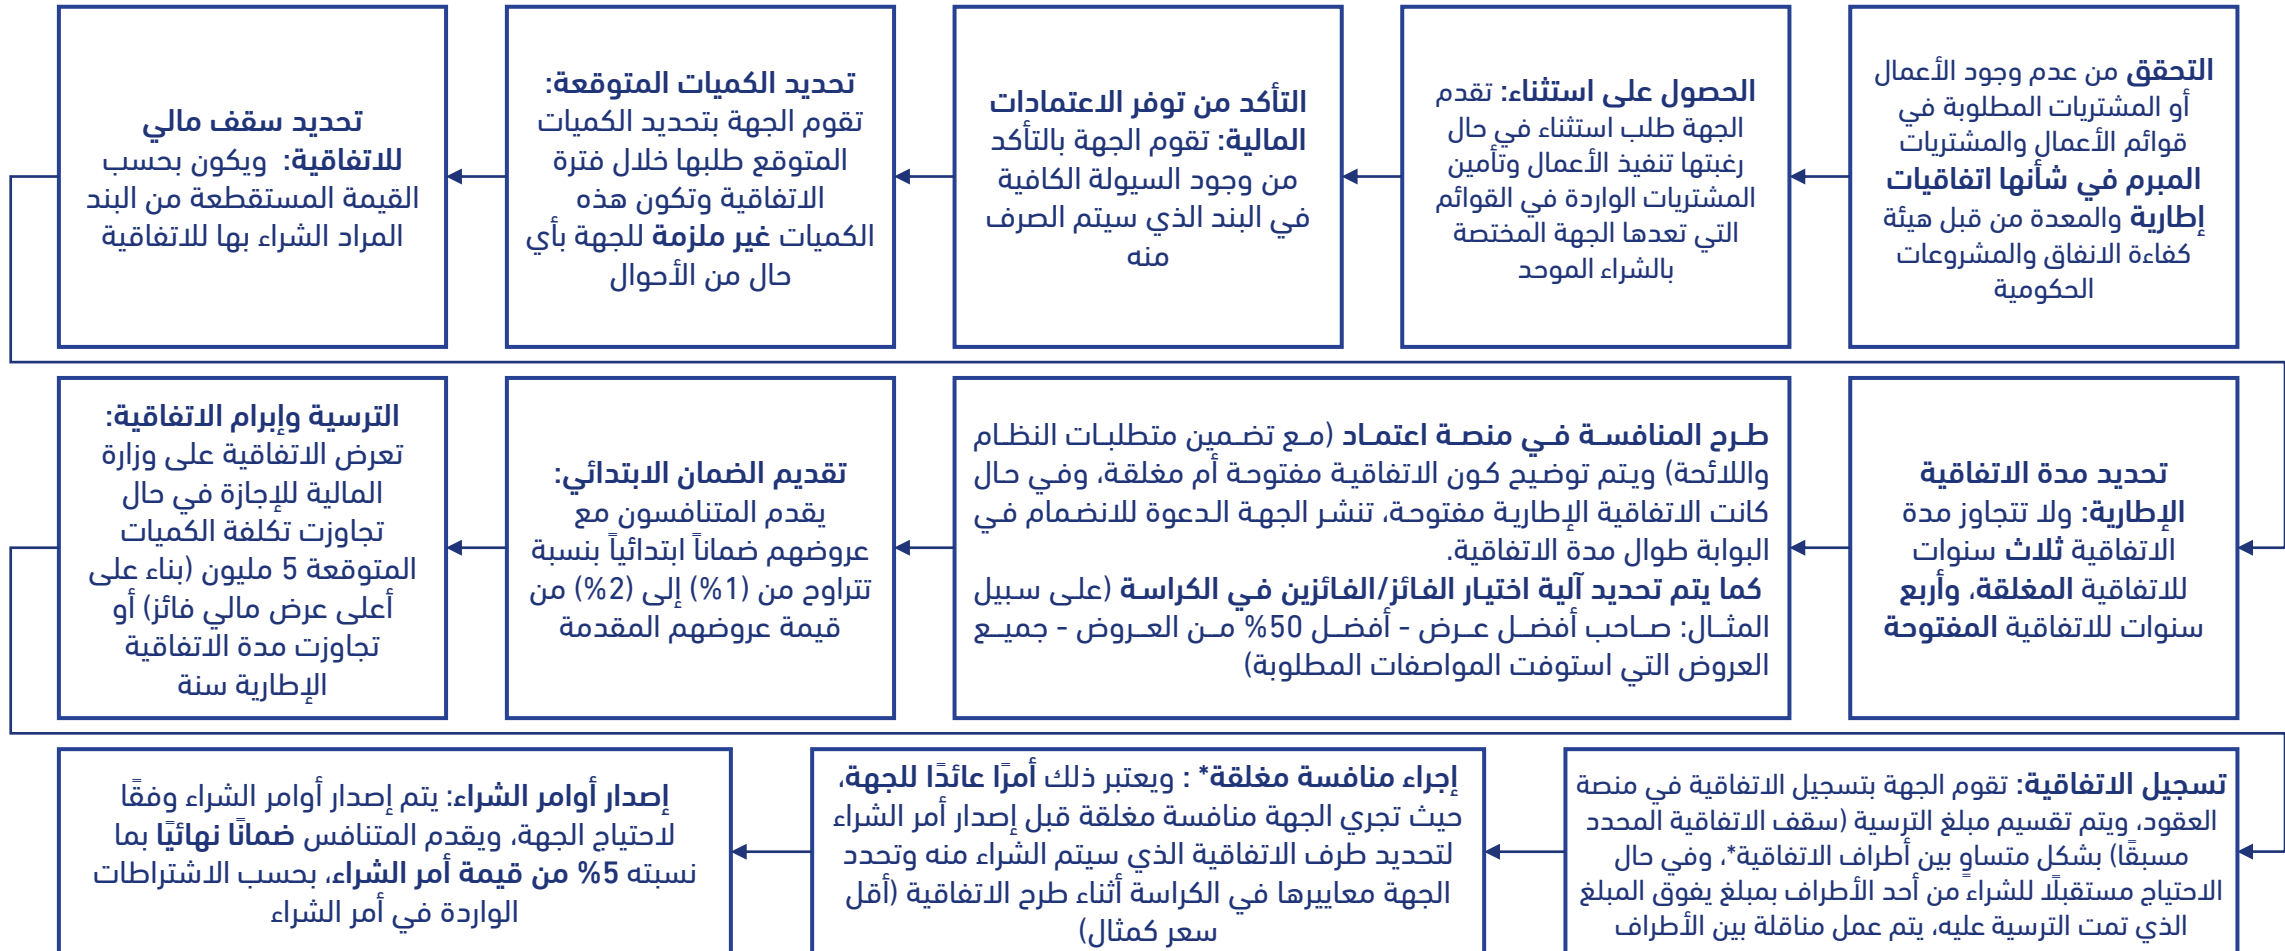 التحقق من عدم وجود الأعمال
أو المشتريات المطلوبة في
قوائم الأعمال والمشتريات
المبرم في شأنها اتفاقيات
إطارية والمعدة من قبل هيئة
كفاءة الانفاق والمشروعات
الحكومية
الحصول على استثناء: تقدم
الجهة طلب استثناء في حال
رغبتها تنفيذ الأعمال وتأمين
المشتريات الواردة في القوائم
التي تعدها الجهة المختصة
بالشراء الموحد
التأكد من توفر الاعتمادات
المالية: تقوم الجهة بالتأكد
من وجود السيولة الكافية
في البند الذي سيتم الصرف
منه
تحديد الكميات المتوقعة:
تقوم الجهة بتحديد الكميات
المتوقع طلبها خلال فترة
الاتفاقية وتكون هذه
الكميات غير ملزمة للجهة بأي
حال من الأحوال
تحديد سقف مالي
للاتفاقية: ويكون بحسب
القيمة المستقطعة من البند
المراد الشراء بها للاتفاقية
تحديد مدة الاتفاقية
الإطارية: ولا تتجاوز مدة
الاتفاقية ثلاث سنوات
للاتفاقية المغلقة، وأربع
سنوات للاتفاقية المفتوحة
طرح المنافسة في منصة اعتماد (مع تضمين متطلبات النظام
واللائحة) ويتم توضيح كون الاتفاقية مفتوحة أم مغلقة، وفي حال
كانت الاتفاقية الإطارية مفتوحة، تنشر الجهة الدعوة للانضمام في
البوابة طوال مدة الاتفاقية.
كما يتم تحديد آلية اختيار الفائز/الفائزين في الكراسة (على سبيل
المثال: صاحب أفضل عرض - أفضل 50% من العروض - جميع
العروض التي استوفت المواصفات المطلوبة)
تقديم الضمان الابتدائي:
يقدم المتنافسون مع
عروضهم ضماناً ابتدائياً بنسبة
تتراوح من (1%) إلى (2%) من
قيمة عروضهم المقدمة
الترسية وإبرام الاتفاقية:
تعرض الاتفاقية على وزارة
المالية للإجازة في حال
تجاوزت تكلفة الكميات
المتوقعة 5 مليون (بناء على
أعلى عرض مالي فائز) أو
تجاوزت مدة الاتفاقية
الإطارية سنة
تسجيل الاتفاقية: تقوم الجهة بتسجيل الاتفاقية في منصة
العقود، ويتم تقسيم مبلغ الترسية (سقف الاتفاقية المحدد
مسبقًا) بشكل متساوٍ بين أطراف الاتفاقية*، وفي حال
الاحتياج مستقبلًا للشراء من أحد الأطراف بمبلغ يفوق المبلغ
الذي تمت الترسية عليه، يتم عمل مناقلة بين الأطراف
إجراء منافسة مغلقة* : ويعتبر ذلك أمرًا عائدًا للجهة،
حيث تجري الجهة منافسة مغلقة قبل إصدار أمر الشراء
لتحديد طرف الاتفاقية الذي سيتم الشراء منه وتحدد
الجهة معاييرها في الكراسة أثناء طرح الاتفاقية (أقل
سعر كمثال)
إصدار أوامر الشراء: يتم إصدار أوامر الشراء وفقًا
لاحتياج الجهة، ويقدم المتنافس ضمانًا نهائيًا بما
نسبته 5% من قيمة أمر الشراء، بحسب الاشتراطات
الواردة في أمر الشراء